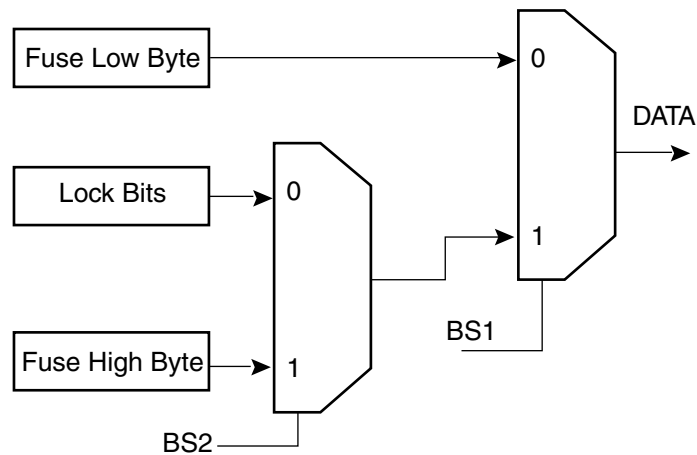 Fuse Low Byte
0
DATA
Lock Bits
0
1
BS1
Fuse High Byte
1
BS2